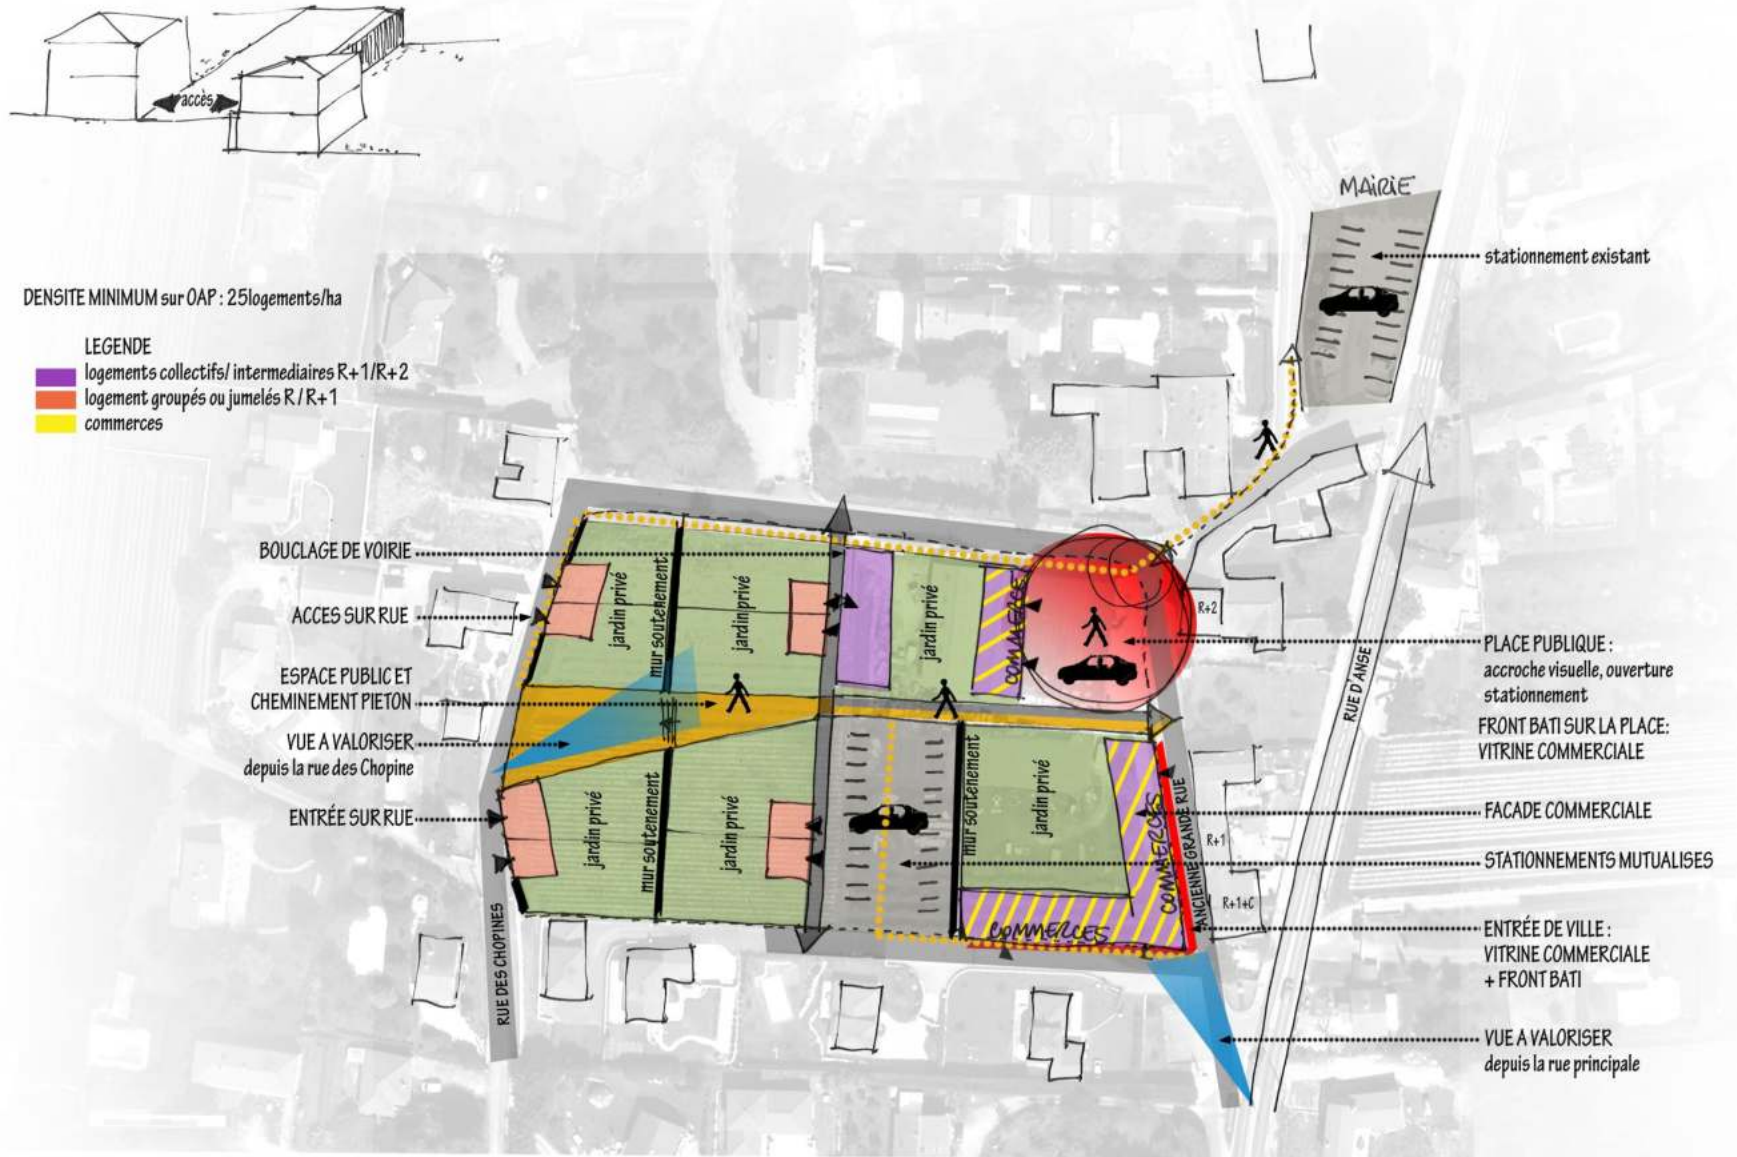 accès
MAIRIE
stationnement existant
DENSITE MINIMUM sur OAP : 25logements/ha
LEGENDE
logements collectifs/ intermediaires R+1/R+2
logement groupés ou jumelés R / R+1
commerces
BOUCLAGE DE VOIRIE
ACCES SUR RUE
ESPACE PUBLIC ET
CHEMINEMENT PIETON
VUE A VALORISER
depuis la rue des Chopine
ENTRÉE SUR RUE
RUE DES CHOPINES
jardin privé
mur soutenement
jardin privé
jardin privé
COMMERCE
jardin privé
mur soutenement
jardin privé
mur soutenement
jardin privé
COMMERCES
COMMERCES
ANCIENNE GRANDE RUE
R+2
R+1
R+1+C
RUE D'ANSE
PLACE PUBLIQUE :
accroche visuelle, ouverture
stationnement
FRONT BATI SUR LA PLACE:
VITRINE COMMERCIALE
FACADE COMMERCIALE
STATIONNEMENTS MUTUALISES
ENTRÉE DE VILLE :
VITRINE COMMERCIALE
+ FRONT BATI
VUE A VALORISER
depuis la rue principale